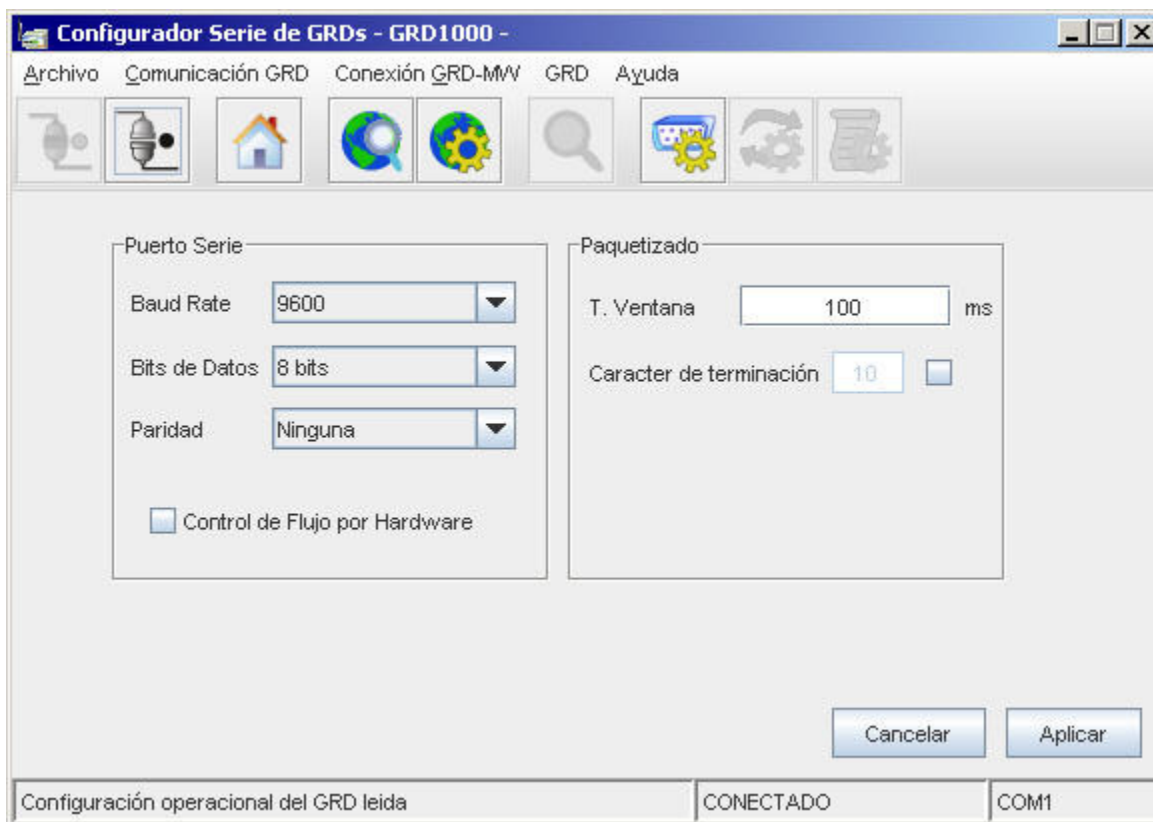 Configurador Serie de GRDs - GRD1000 -
Archivo Comunicación GRD Conexión GRD-MW GRD Ayuda
Puerto Serie
Baud Rate 9600
Bits de Datos 8 bits
Paridad Ninguna
Control de Flujo por Hardware
Paquetizado
T. Ventana 100 ms
Caracter de terminación 10
Cancelar Aplicar
Configuración operacional del GRD leida CONECTADO COM1